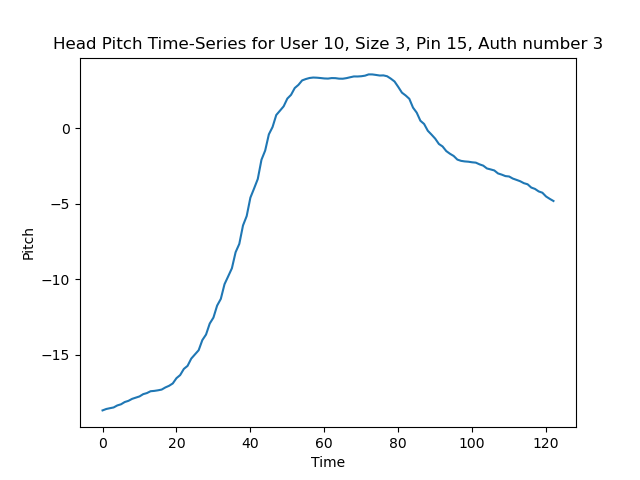 Head Pitch Time-Series for User 10, Size 3, Pin 15, Auth number 3
0
−5
−10
−15
Pitch
0 20 40 60 80 100 120
Time